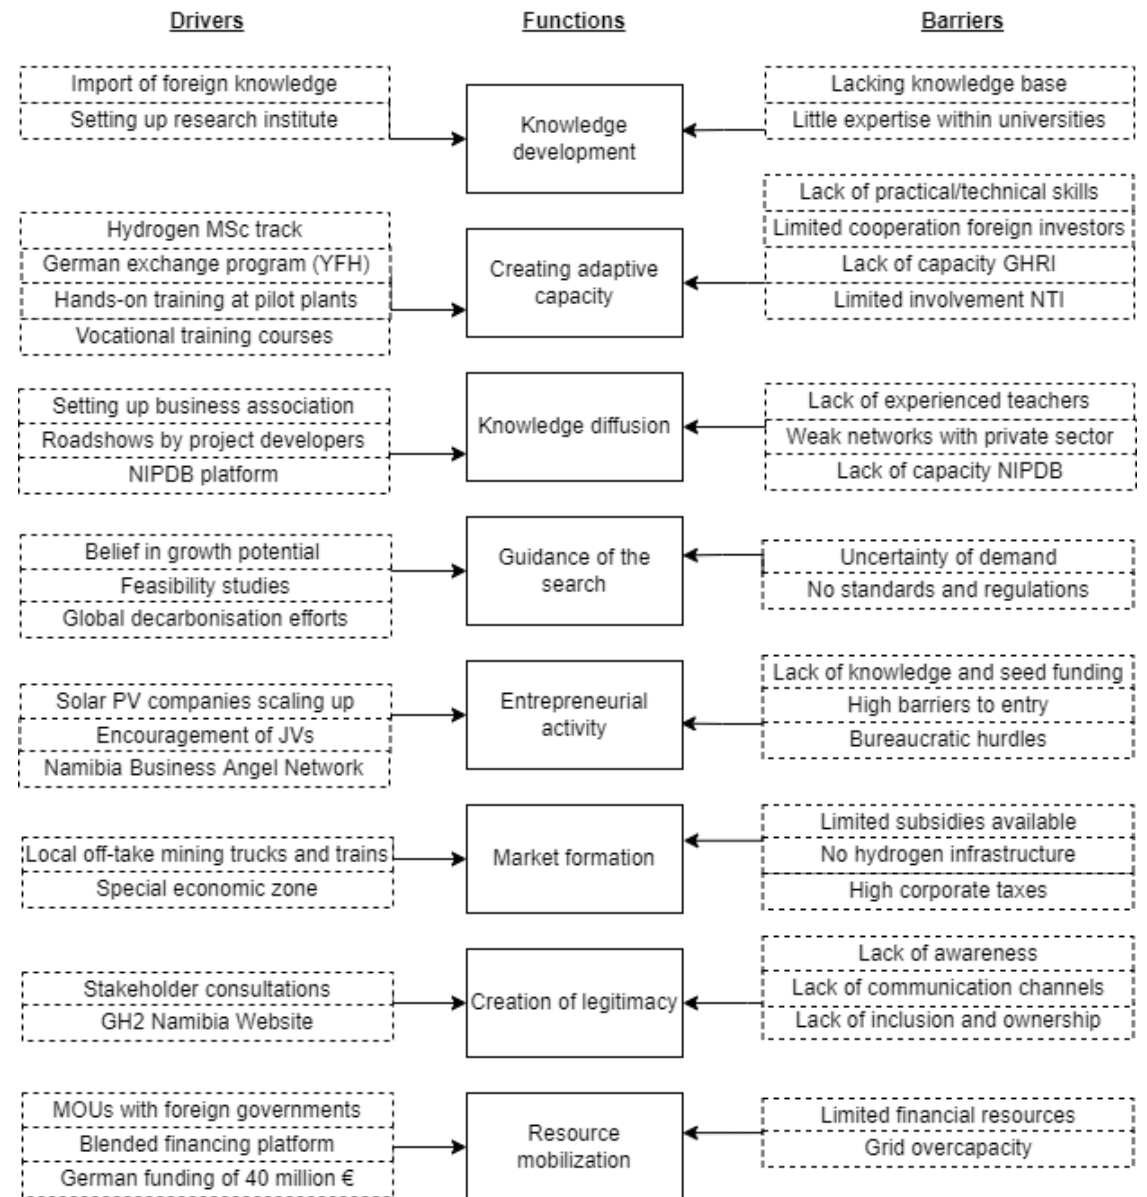 Drivers
Functions
Barriers
Import of foreign knowledge
Setting up research institute
Knowledge
development
Lacking knowledge base
Little expertise within universities
Hydrogen MSc track
German exchange program (YFH)
Hands-on training at pilot plants
Vocational training courses
Creating adaptive
capacity
Lack of practical/technical skills
Limited cooperation foreign investors
Lack of capacity GHRI
Limited involvement NTI
Setting up business association
Roadshows by project developers
NIPDB platform
Knowledge diffusion
Lack of experienced teachers
Weak networks with private sector
Lack of capacity NIPDB
Belief in growth potential
Feasibility studies
Global decarbonisation efforts
Guidance of the
search
Uncertainty of demand
No standards and regulations
Solar PV companies scaling up
Encouragement of JVs
Namibia Business Angel Network
Entrepreneurial
activity
Lack of knowledge and seed funding
High barriers to entry
Bureaucratic hurdles
Local off-take mining trucks and trains
Special economic zone
Market formation
Limited subsidies available
No hydrogen infrastructure
High corporate taxes
Stakeholder consultations
GH2 Namibia Website
Creation of legitimacy
Lack of awareness
Lack of communication channels
Lack of inclusion and ownership
MOUs with foreign governments
Blended financing platform
German funding of 40 million €
Resource
mobilization
Limited financial resources
Grid overcapacity